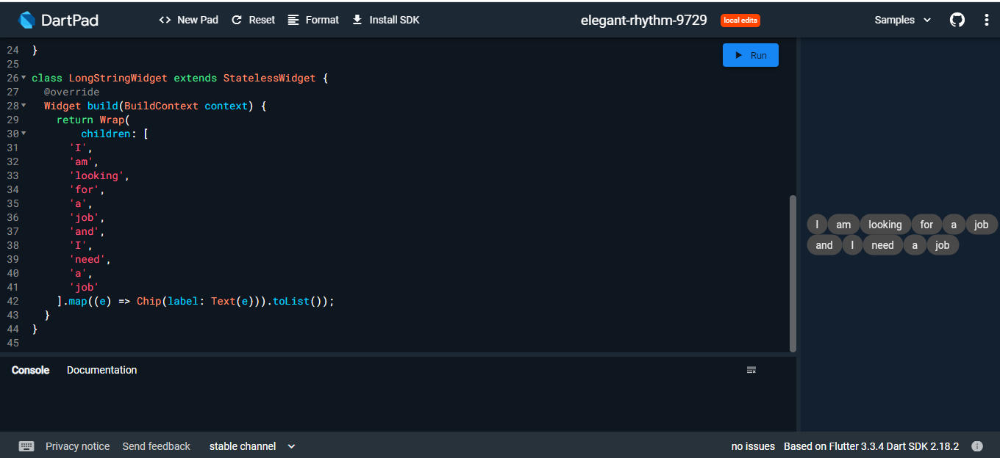 DartPad <> New Pad Reset Format Install SDK elegant-rhythm-9729 local edits Samples
Run
24 }
25
26 class LongStringWidget extends StatelessWidget {
27 @override
28 Widget build(BuildContext context) {
29 return Wrap(
30 children: [
31 'I',
32 'am',
33 'looking',
34 'for',
35 'a',
36 'job',
37 'and',
38 'I',
39 'need',
40 'a',
41 'job'
42 ].map((e) => Chip(label: Text(e))).toList());
43 }
44 }
45
I am looking for a job
and I need a job
Console Documentation
Privacy notice Send feedback stable channel no issues Based on Flutter 3.3.4 Dart SDK 2.18.2